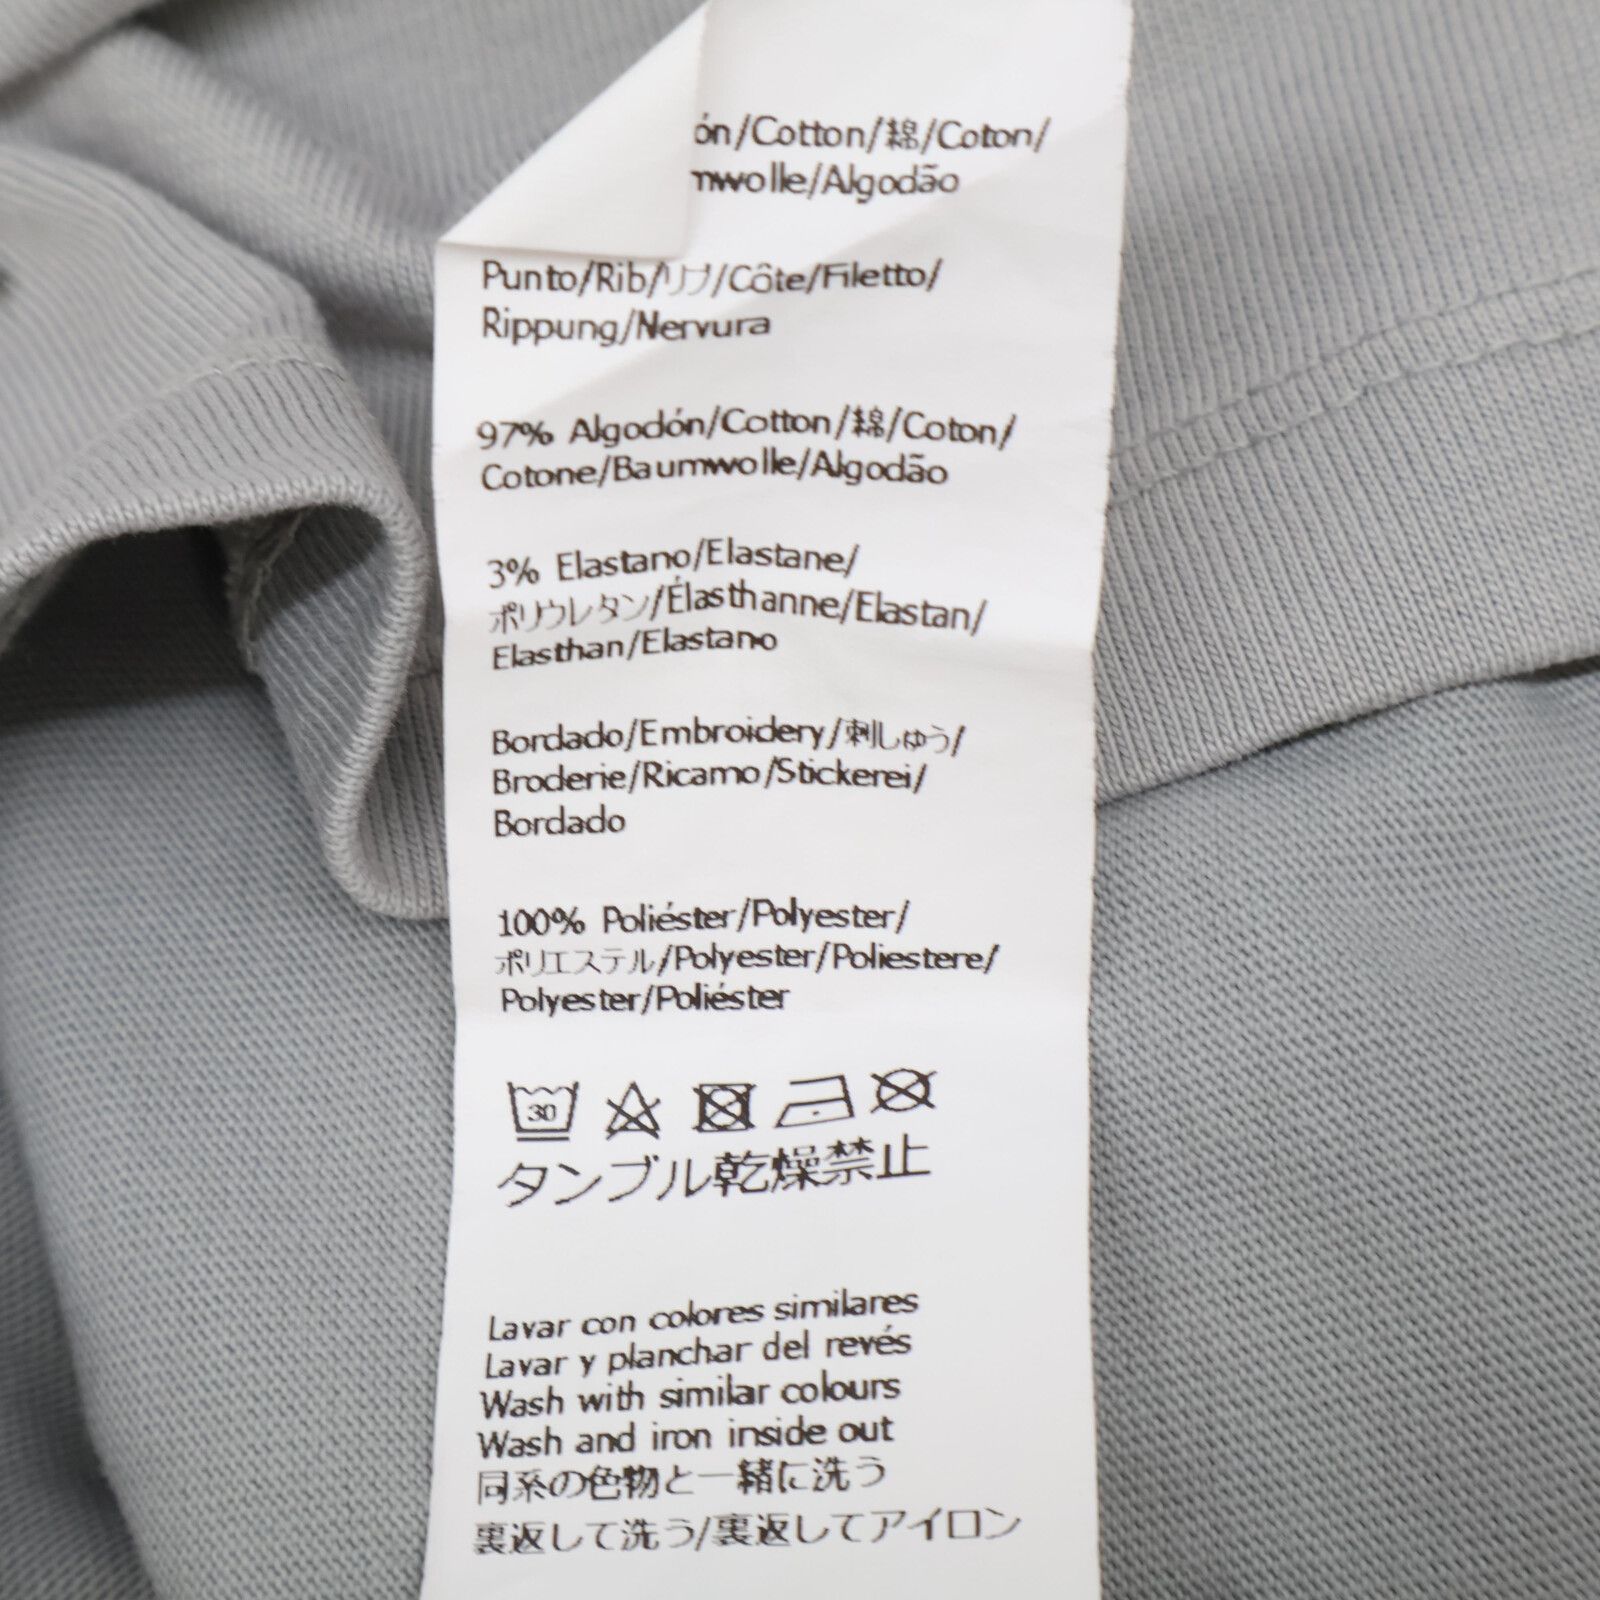 ón/Cotton/綿/Coton/
mwolle/Algodão
Punto/Rib/リブ/Côte/Filetto/
Rippung/Nervura
97% Algodón/Cotton/綿/Coton/
Cotone/Baumwolle/Algodão
3% Elastano/Elastane/
ポリウレタン/Élasthanne/Elastan/
Elasthan/Elastano
Bordado/Embroidery/刺しゅう/
Broderie/Ricamo/Stickerei/
Bordado
100% Poliéster/Polyester/
ポリエステル/Polyester/Poliestere/
Polyester/Poliéster
30
タンブル乾燥禁止
Lavar con colores similares
Lavar y planchar del revés
Wash with similar colours
Wash and iron inside out
同系の色物と一緒に洗う
裏返して洗う/裏返してアイロン